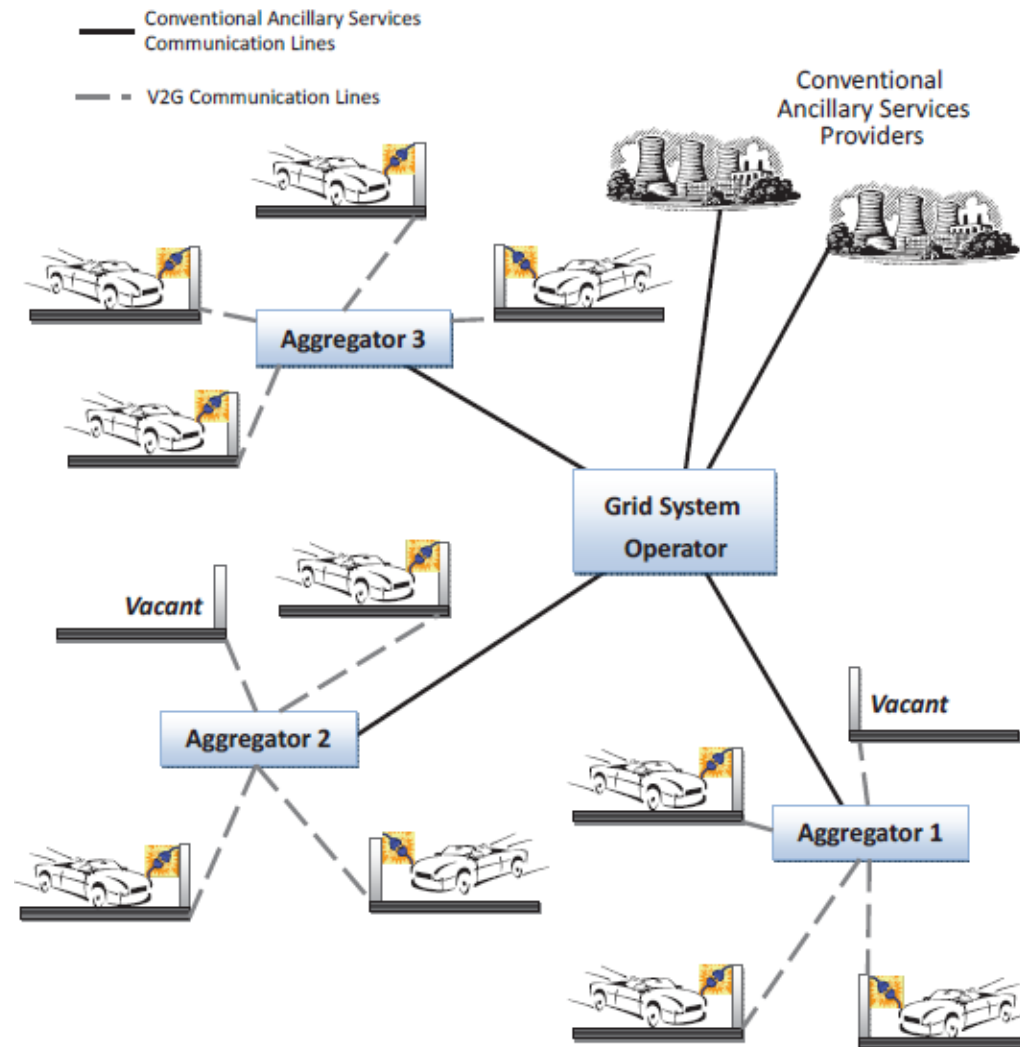 Conventional Ancillary Services
Communication Lines
V2G Communication Lines
Conventional
Ancillary Services
Providers
Aggregator 3
Grid System
Operator
Vacant
Aggregator 2
Vacant
Aggregator 1